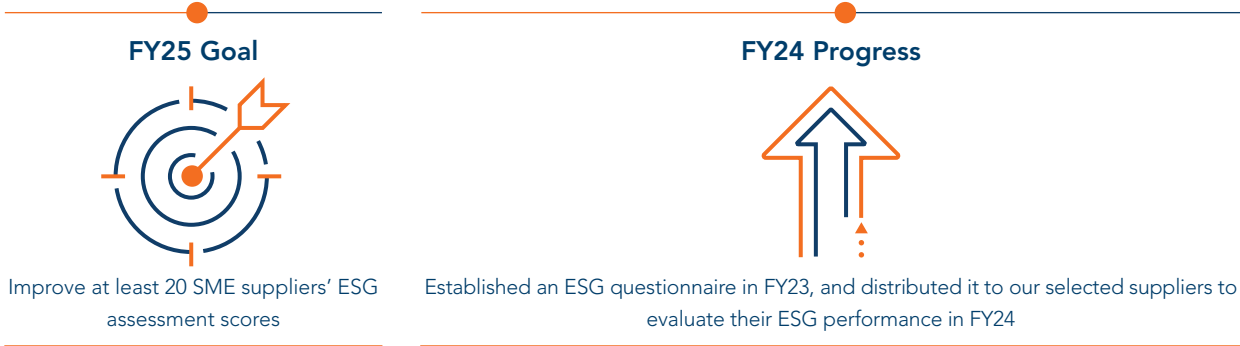 FY25 Goal
Improve at least 20 SME suppliers’ ESG
assessment scores
FY24 Progress
Established an ESG questionnaire in FY23, and distributed it to our selected suppliers to
evaluate their ESG performance in FY24